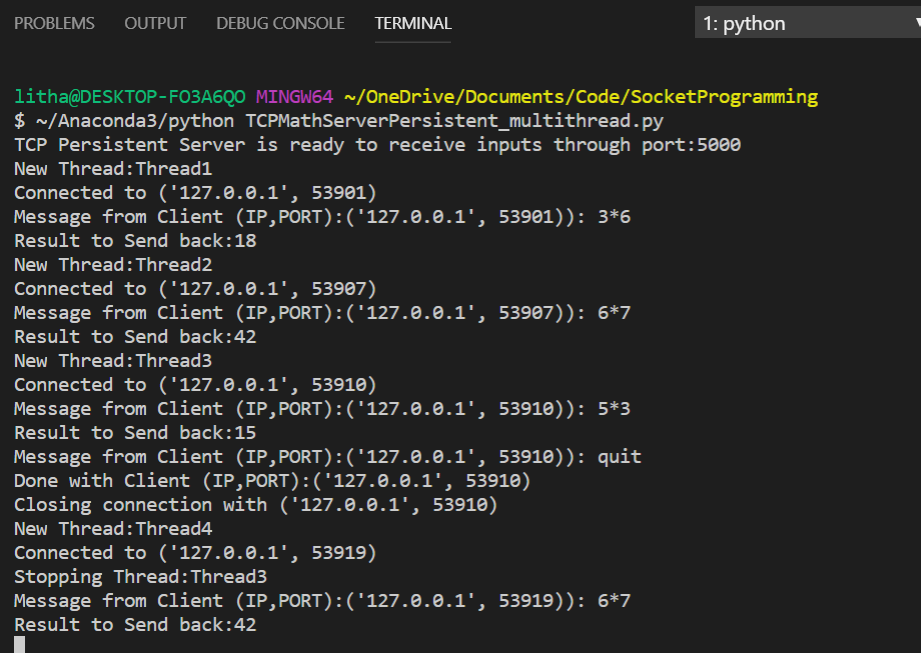 PROBLEMS OUTPUT DEBUG CONSOLE TERMINAL 1: python
litha@DESKTOP-FO3A6QO MINGW64 ~/OneDrive/Documents/Code/SocketProgramming
$ ~/Anaconda3/python TCPMathServerPersistent_multithread.py
TCP Persistent Server is ready to receive inputs through port:5000
New Thread:Thread1
Connected to ('127.0.0.1', 53901)
Message from Client (IP,PORT):('127.0.0.1', 53901)): 3*6
Result to Send back:18
New Thread:Thread2
Connected to ('127.0.0.1', 53907)
Message from Client (IP,PORT):('127.0.0.1', 53907)): 6*7
Result to Send back:42
New Thread:Thread3
Connected to ('127.0.0.1', 53910)
Message from Client (IP,PORT):('127.0.0.1', 53910)): 5*3
Result to Send back:15
Message from Client (IP,PORT):('127.0.0.1', 53910)): quit
Done with Client (IP,PORT):('127.0.0.1', 53910)
Closing connection with ('127.0.0.1', 53910)
New Thread:Thread4
Connected to ('127.0.0.1', 53919)
Stopping Thread:Thread3
Message from Client (IP,PORT):('127.0.0.1', 53919)): 6*7
Result to Send back:42